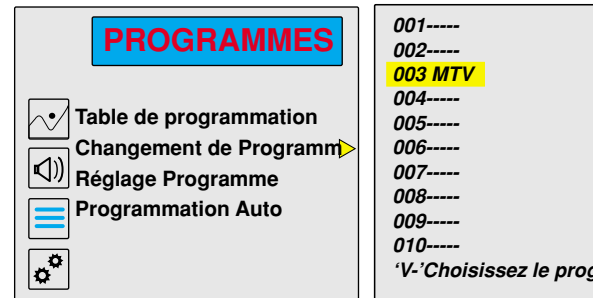 PROGRAMMES
Table de programmation
Changement de Programm
Réglage Programme
Programmation Auto
001-----
002-----
003 MTV
004-----
005-----
006-----
007-----
008-----
009-----
010-----
‘V-’Choisissez le prog